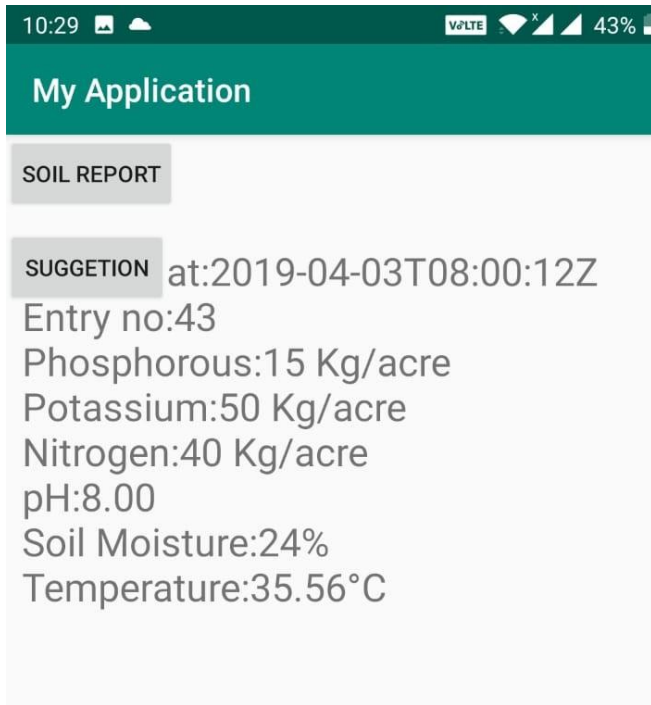 10:29 VoLTE x 43%
My Application
SOIL REPORT
SUGGETION at:2019-04-03T08:00:12Z
Entry no:43
Phosphorous:15 Kg/acre
Potassium:50 Kg/acre
Nitrogen:40 Kg/acre
pH:8.00
Soil Moisture:24%
Temperature:35.56°C